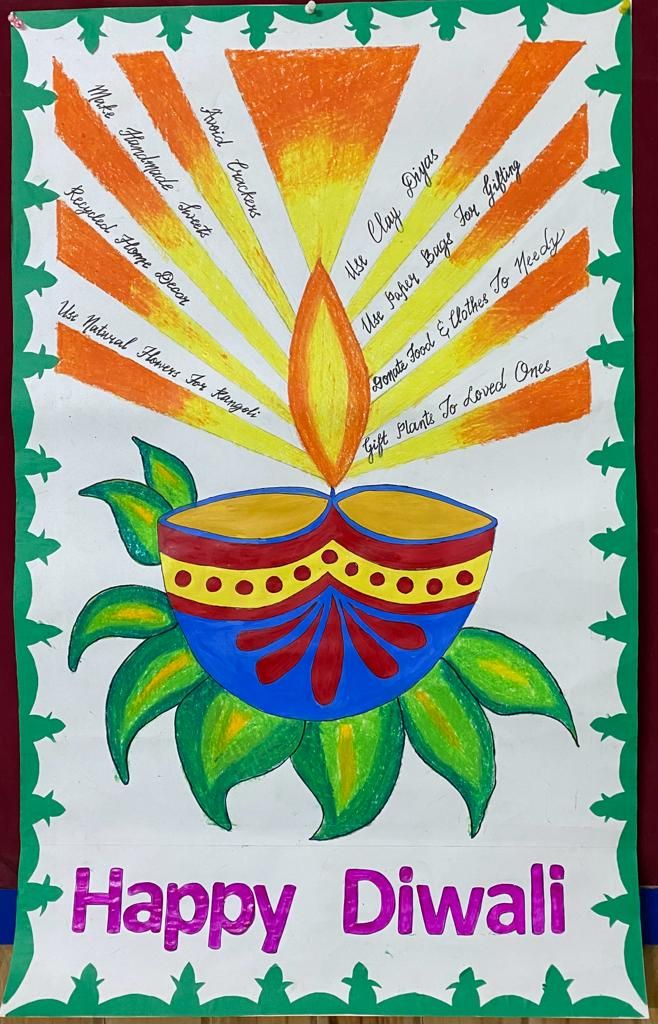 Avoid Crackers
Make Handmade Sweets
Recycled Home Decor
Use Natural Flowers For Rangoli
Use Clay Diyas
Use Paper Bags For Gifting
Donate Food & Clothes To Needy
Gift Plants To Loved Ones
Happy Diwali